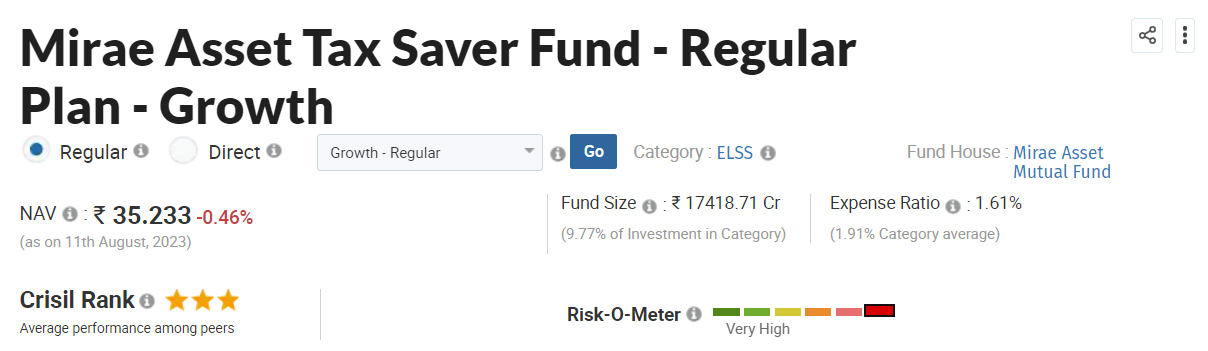 Mirae Asset Tax Saver Fund - Regular
Plan - Growth
Regular Direct Growth - Regular Go Category : ELSS Fund House : Mirae Asset
Mutual Fund
NAV : ₹ 35.233 -0.46% Fund Size : ₹ 17418.71 Cr Expense Ratio : 1.61%
(as on 11th August, 2023) (9.77% of Investment in Category) (1.91% Category average)
Crisil Rank Risk-O-Meter
Average performance among peers Very High